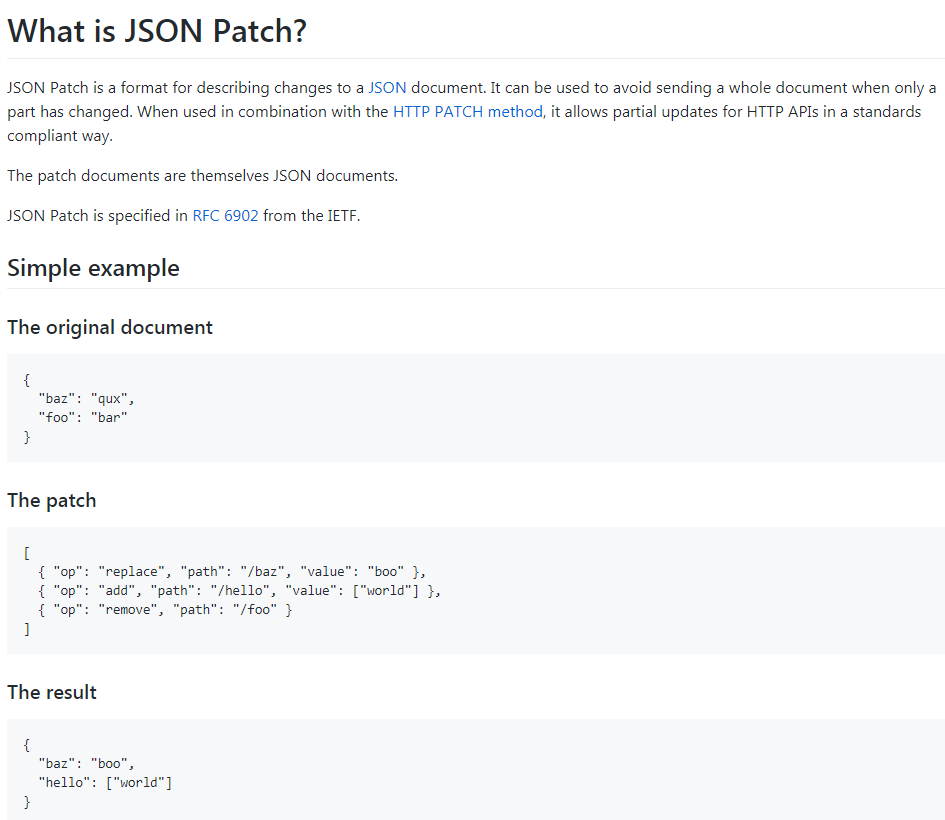 What is JSON Patch?
JSON Patch is a format for describing changes to a JSON document. It can be used to avoid sending a whole document when only a
part has changed. When used in combination with the HTTP PATCH method, it allows partial updates for HTTP APIs in a standards
compliant way.
The patch documents are themselves JSON documents.
JSON Patch is specified in RFC 6902 from the IETF.
Simple example
The original document
{
  "baz": "qux",
  "foo": "bar"
}
The patch
[
  { "op": "replace", "path": "/baz", "value": "boo" },
  { "op": "add", "path": "/hello", "value": ["world"] },
  { "op": "remove", "path": "/foo" }
]
The result
{
  "baz": "boo",
  "hello": ["world"]
}